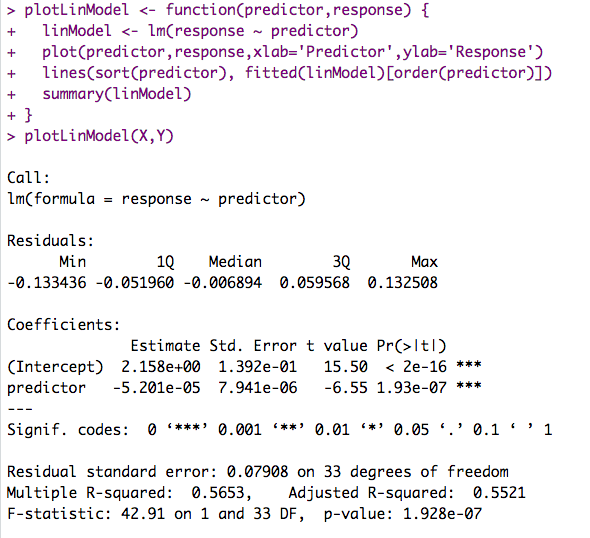 > plotLinModel <- function(predictor,response) {
+   linModel <- lm(response ~ predictor)
+   plot(predictor,response,xlab='Predictor',ylab='Response')
+   lines(sort(predictor), fitted(linModel)[order(predictor)])
+   summary(linModel)
+ }
> plotLinModel(X,Y)

Call:
lm(formula = response ~ predictor)

Residuals:
      Min        1Q    Median        3Q       Max
-0.133436 -0.051960 -0.006894  0.059568  0.132508

Coefficients:
              Estimate Std. Error t value Pr(>|t|)
(Intercept)  2.158e+00  1.392e-01   15.50  < 2e-16 ***
predictor   -5.201e-05  7.941e-06   -6.55 1.93e-07 ***
---
Signif. codes:  0 ‘***’ 0.001 ‘**’ 0.01 ‘*’ 0.05 ‘.’ 0.1 ‘ ’ 1

Residual standard error: 0.07908 on 33 degrees of freedom
Multiple R-squared:  0.5653,    Adjusted R-squared:  0.5521
F-statistic: 42.91 on 1 and 33 DF,  p-value: 1.928e-07